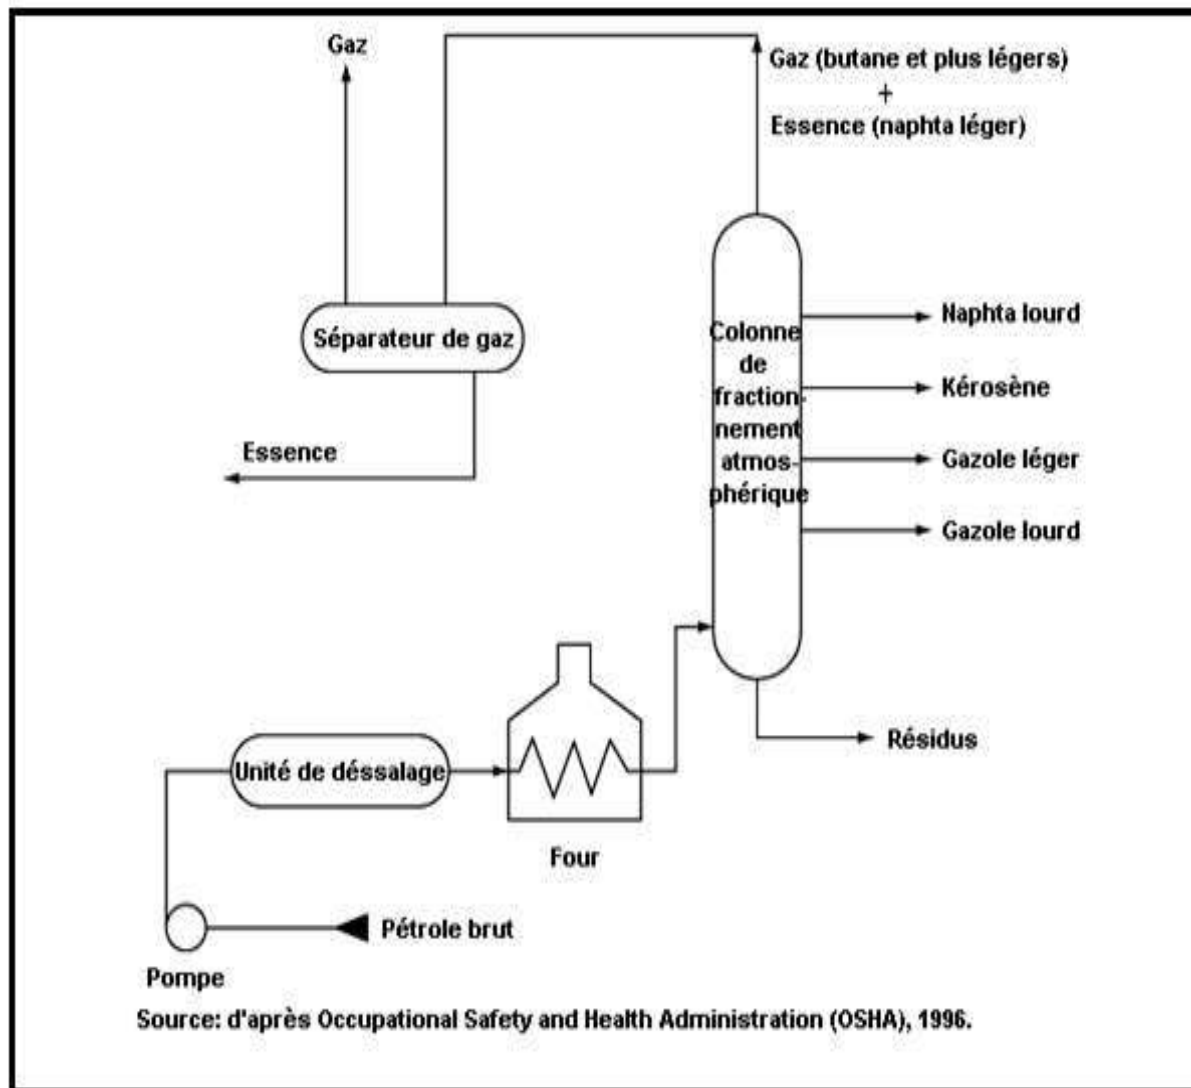 Gaz
Gaz (butane et plus légers)
+
Essence (naphta léger)
Séparateur de gaz
Essence
Colonne
de
fraction-
nement
atmos-
phérique
Naphta lourd
Kérosène
Gazole léger
Gazole lourd
Résidus
Unité de déssalage
Four
Pétrole brut
Pompe
Source: d'après Occupational Safety and Health Administration (OSHA), 1996.